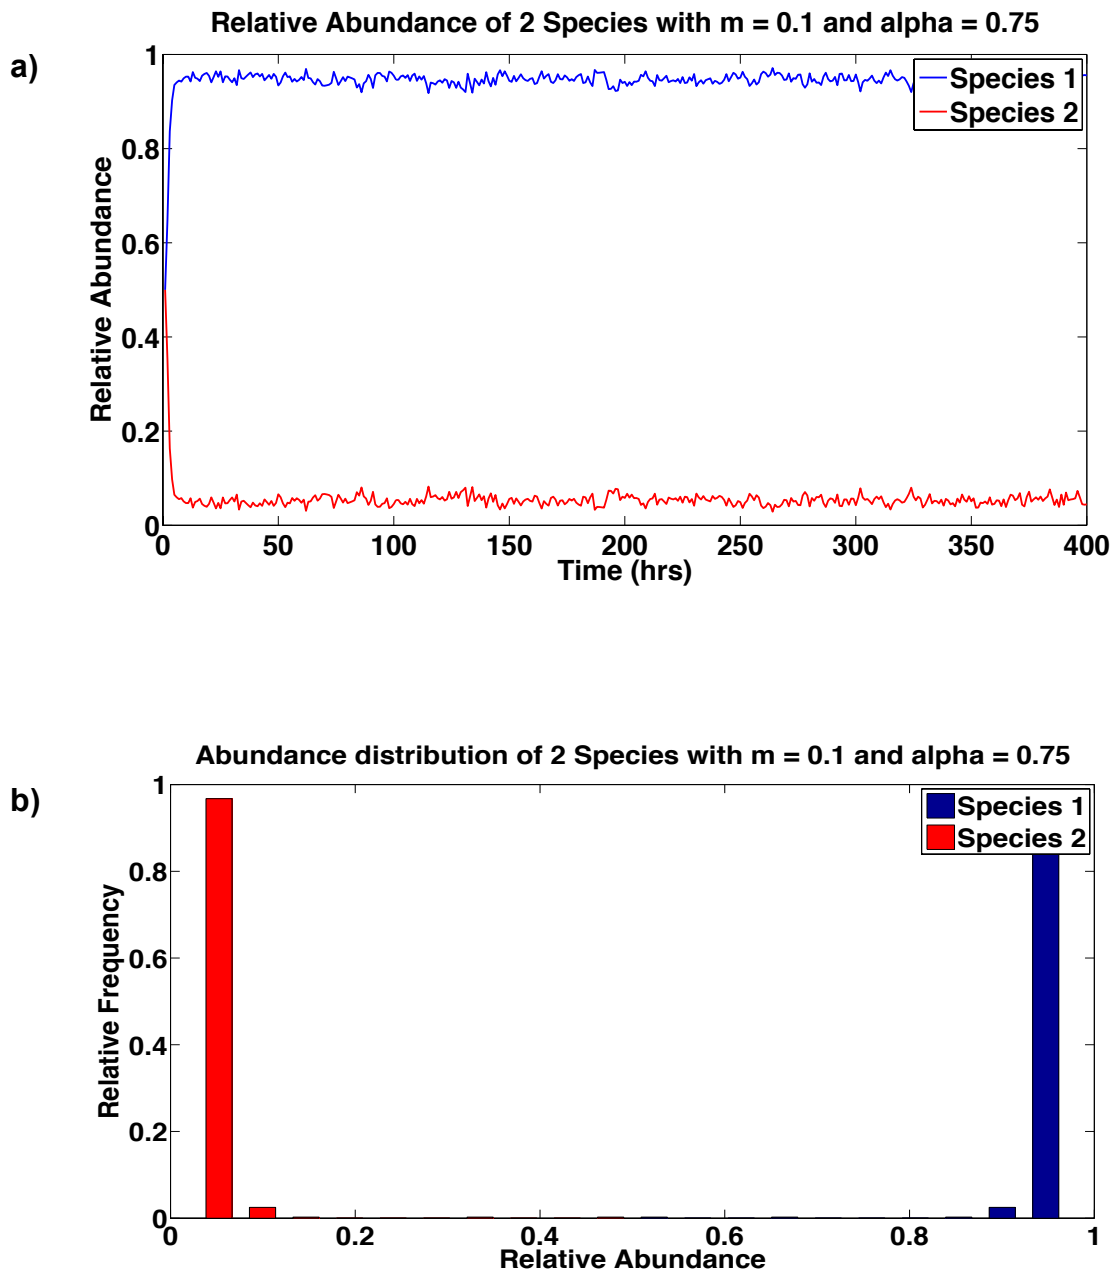 Relative Abundance of 2 Species with m = 0.1 and alpha = 0.75
a)
1
0.8
0.6
0.4
0.2
0
Relative Abundance
Species 1
Species 2
0 50 100 150 200 250 300 350 400
Time (hrs)
Abundance distribution of 2 Species with m = 0.1 and alpha = 0.75
b)
1
0.8
0.6
0.4
0.2
0
Relative Frequency
Species 1
Species 2
0 0.2 0.4 0.6 0.8 1
Relative Abundance